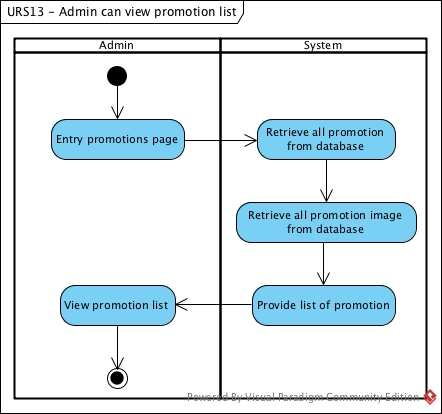 URS13 - Admin can view promotion list
Admin
System
Entry promotions page
Retrieve all promotion
from database
Retrieve all promotion image
from database
View promotion list
Provide list of promotion
Powered By Visual Paradigm Community Edition